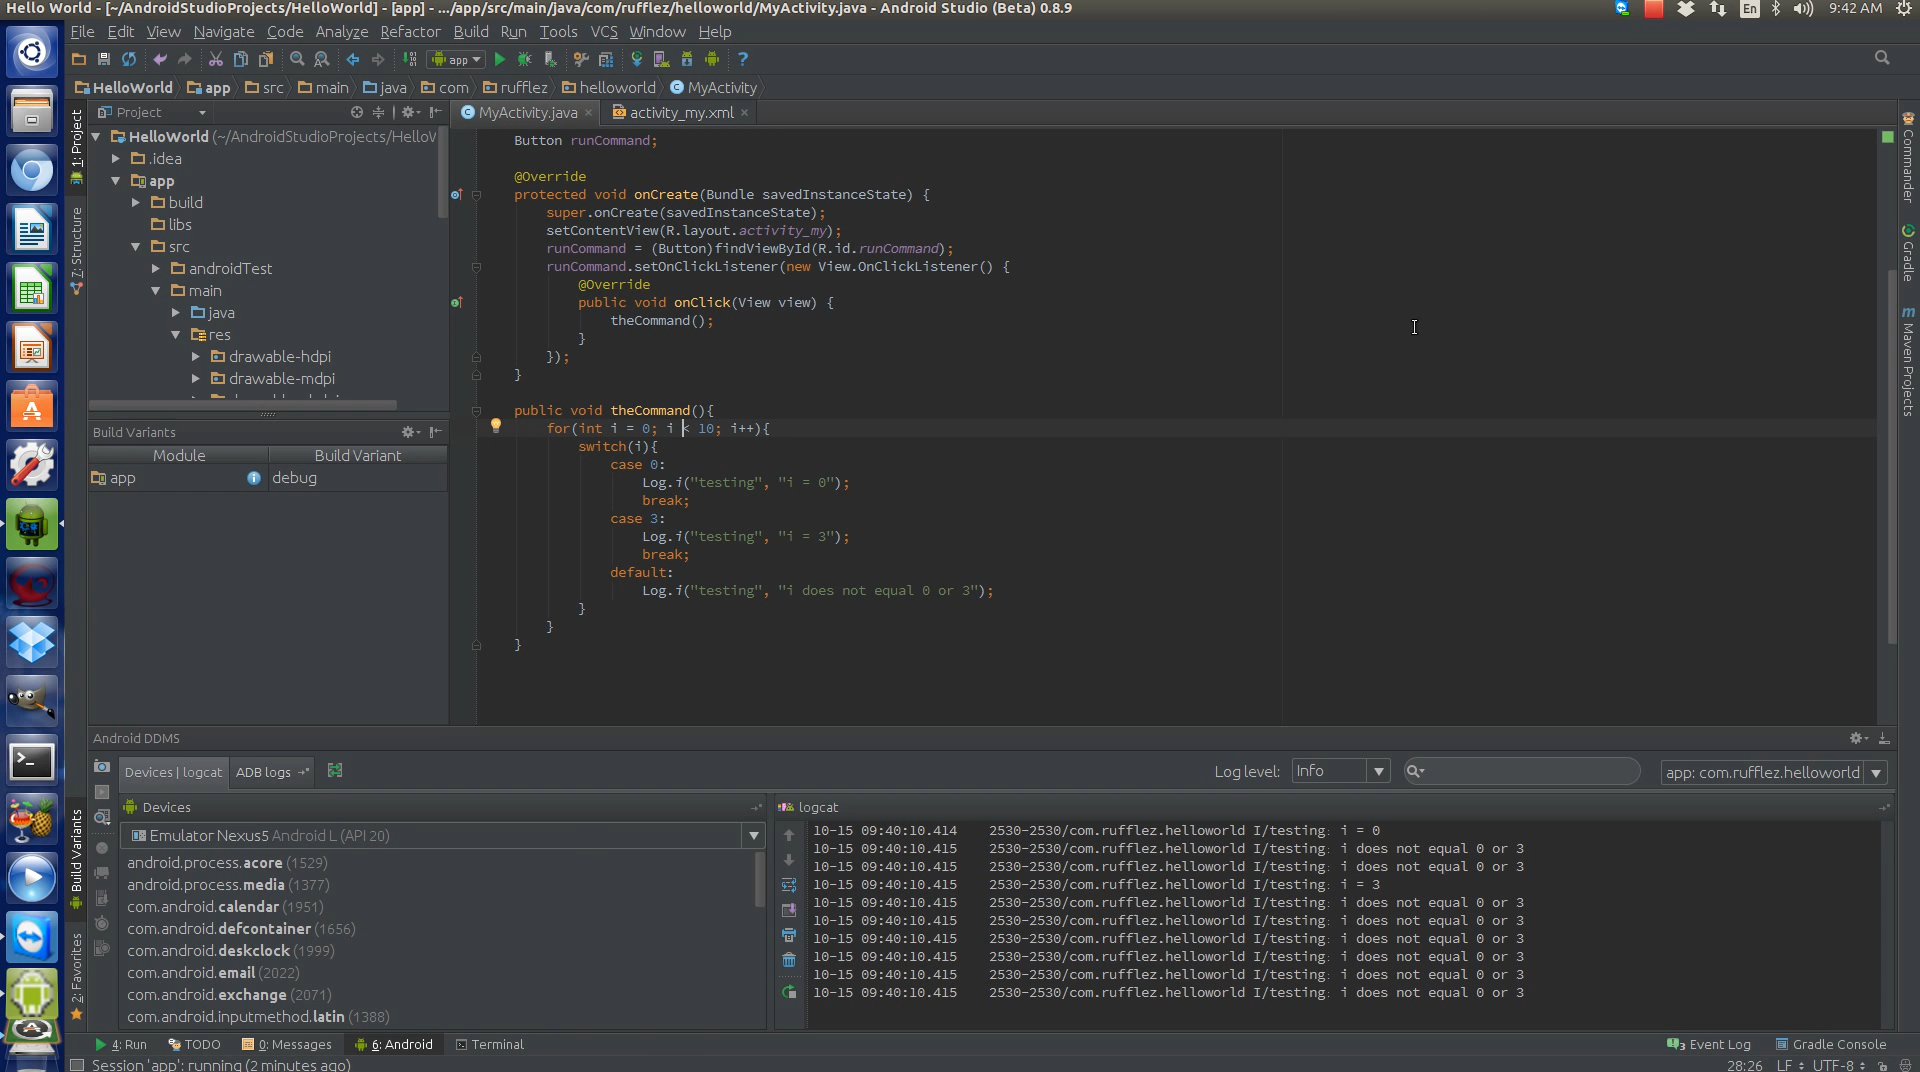 Hello World - [~/AndroidStudioProjects/HelloWorld] - [app] - .../app/src/main/java/com/rufflez/helloworld/MyActivity.java - Android Studio (Beta) 0.8.9
En
9:42 AM
File Edit View Navigate Code Analyze Refactor Build Run Tools VCS Window Help
app
HelloWorld app src main java com rufflez helloworld MyActivity
Project
MyActivity.java activity_my.xml
1: Project
7: Structure
Build Variants
2: Favorites
HelloWorld (~/AndroidStudioProjects/HelloW
.idea
app
build
libs
src
androidTest
main
java
res
drawable-hdpi
drawable-mdpi
Build Variants
Module Build Variant
app debug
Button runCommand;
@Override
protected void onCreate(Bundle savedInstanceState) {
super.onCreate(savedInstanceState);
setContentView(R.layout.activity_my);
runCommand = (Button)findViewById(R.id.runCommand);
runCommand.setOnClickListener(new View.OnClickListener() {
@Override
public void onClick(View view) {
theCommand();
}
});
}
public void theCommand(){
for(int i = 0; i < 10; i++){
switch(i){
case 0:
Log.i("testing", "i = 0");
break;
case 3:
Log.i("testing", "i = 3");
break;
default:
Log.i("testing", "i does not equal 0 or 3");
}
}
}
Commander
Gradle
Maven Projects
Android DDMS
Devices | logcat ADB logs
Log level: Info
app: com.rufflez.helloworld
Devices
Emulator Nexus5 Android L (API 20)
android.process.acore (1529)
android.process.media (1377)
com.android.calendar (1951)
com.android.defcontainer (1656)
com.android.deskclock (1999)
com.android.email (2022)
com.android.exchange (2071)
com.android.inputmethod.latin (1388)
logcat
10-15 09:40:10.414 2530-2530/com.rufflez.helloworld I/testing: i = 0
10-15 09:40:10.415 2530-2530/com.rufflez.helloworld I/testing: i does not equal 0 or 3
10-15 09:40:10.415 2530-2530/com.rufflez.helloworld I/testing: i does not equal 0 or 3
10-15 09:40:10.415 2530-2530/com.rufflez.helloworld I/testing: i = 3
10-15 09:40:10.415 2530-2530/com.rufflez.helloworld I/testing: i does not equal 0 or 3
10-15 09:40:10.415 2530-2530/com.rufflez.helloworld I/testing: i does not equal 0 or 3
10-15 09:40:10.415 2530-2530/com.rufflez.helloworld I/testing: i does not equal 0 or 3
10-15 09:40:10.415 2530-2530/com.rufflez.helloworld I/testing: i does not equal 0 or 3
10-15 09:40:10.415 2530-2530/com.rufflez.helloworld I/testing: i does not equal 0 or 3
10-15 09:40:10.415 2530-2530/com.rufflez.helloworld I/testing: i does not equal 0 or 3
4: Run TODO 0: Messages 6: Android Terminal
3 Event Log Gradle Console
Session 'app': running (2 minutes ago)
28:26 LF UTF-8